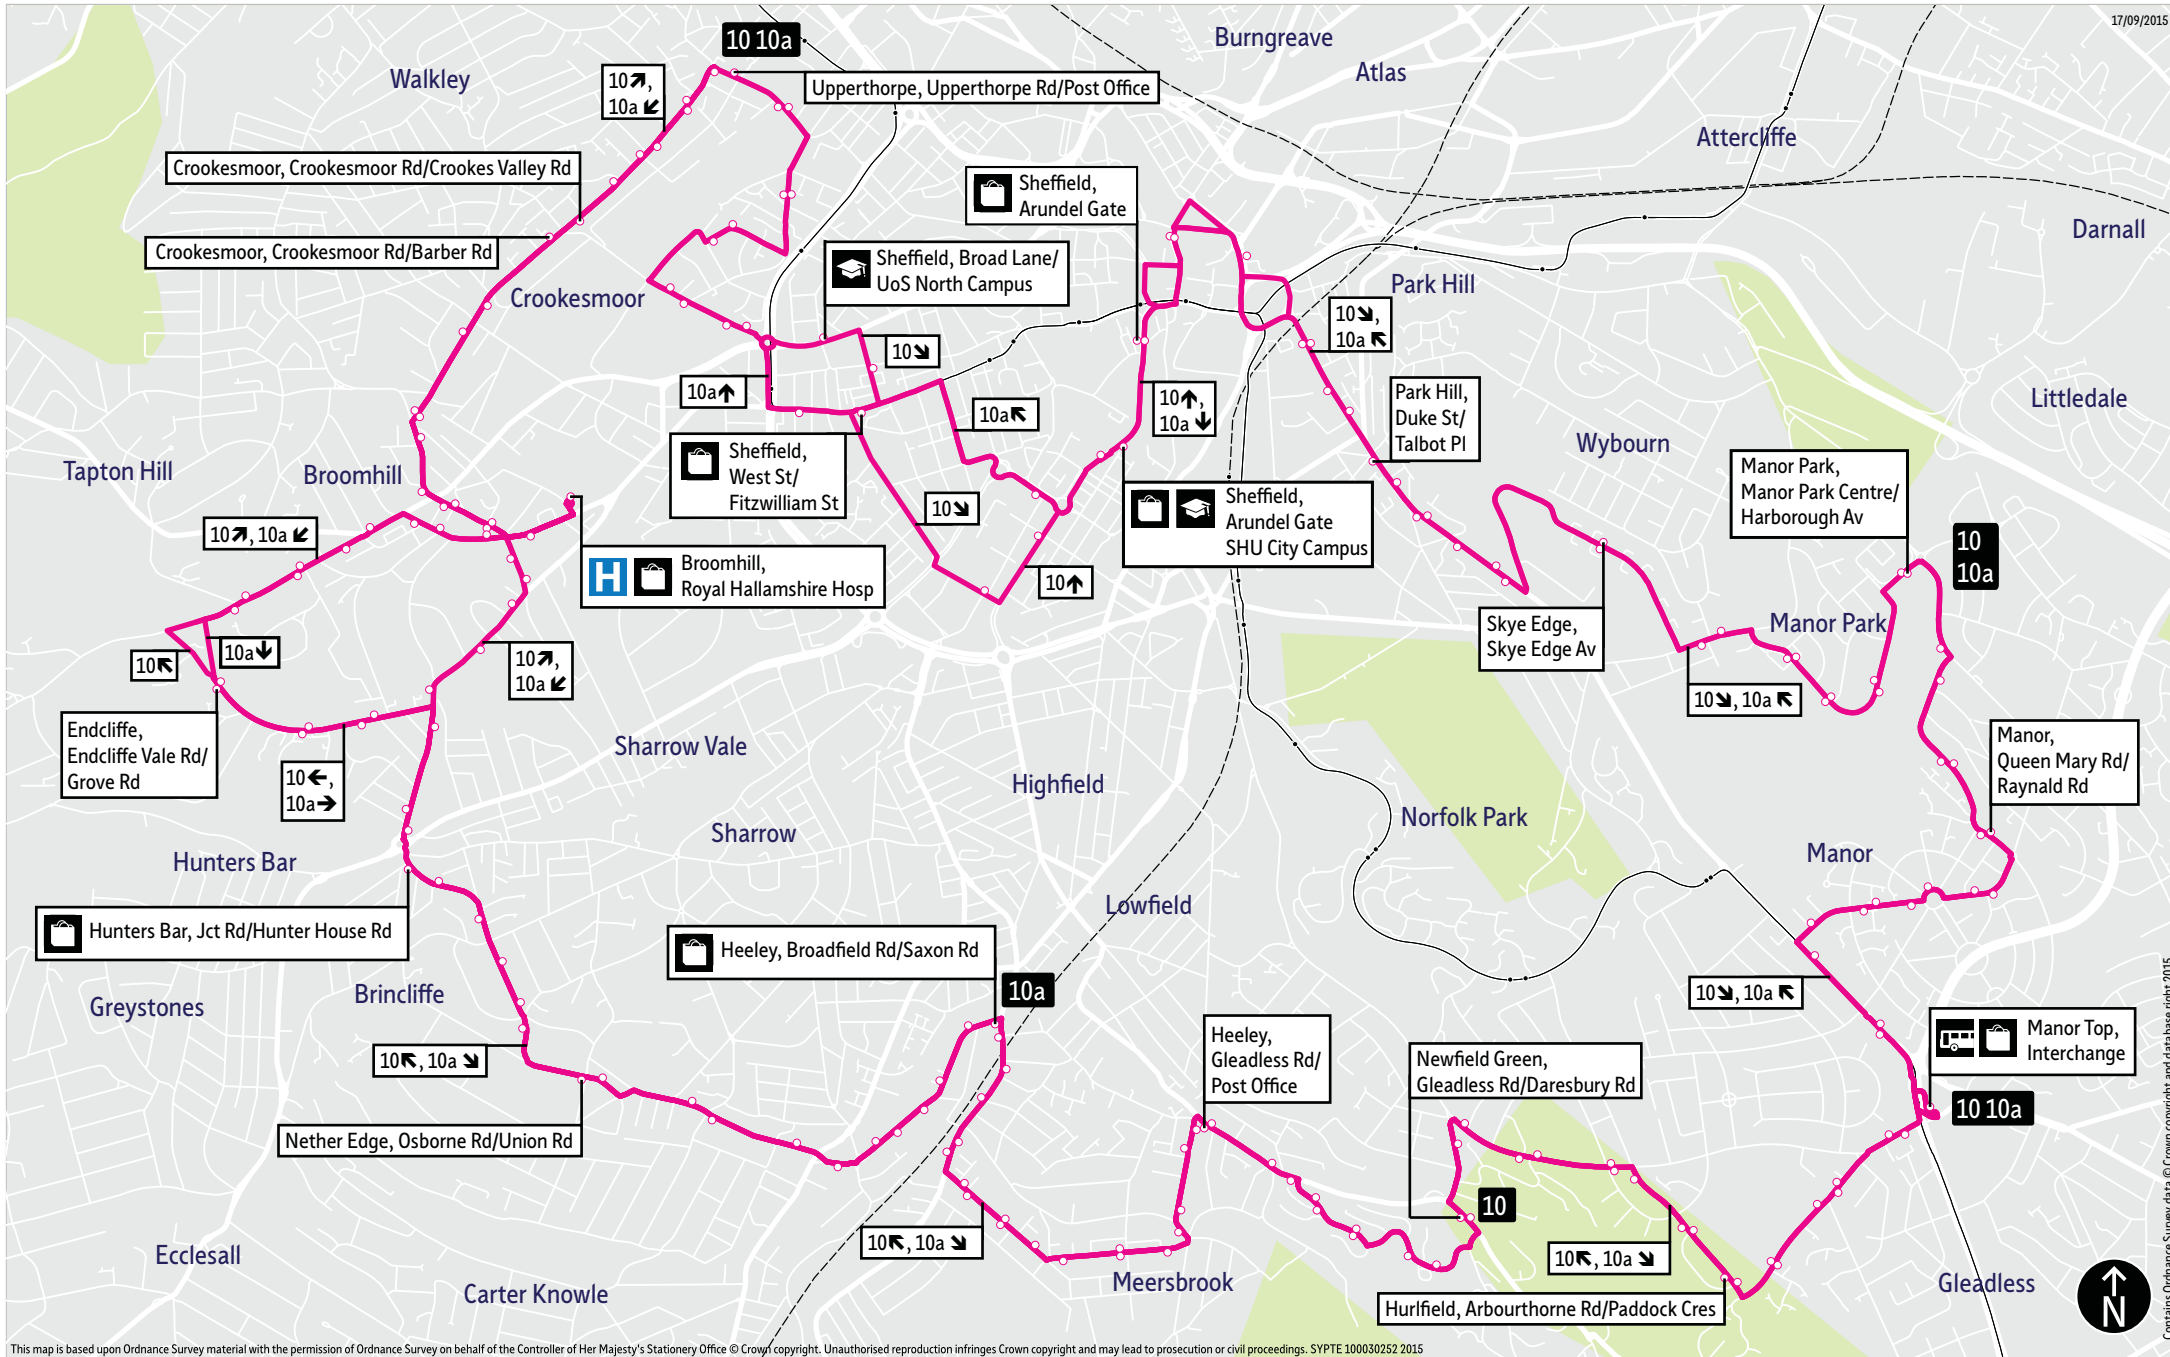 17/09/2015
10 10a
Burngreave
Walkley
Atlas
10↗,
10a↙
Upperthorpe, Upperthorpe Rd/Post Office
Attercliffe
Crookesmoor, Crookesmoor Rd/Crookes Valley Rd
Sheffield,
Arundel Gate
Darnall
Crookesmoor, Crookesmoor Rd/Barber Rd
Sheffield, Broad Lane/
UoS North Campus
Crookesmoor
Park Hill
10↘,
10a↖
10↘
10a↑
10a↖
10↑,
10a↓
Park Hill,
Duke St/
Talbot Pl
Littledale
Wybourn
Tapton Hill
Broomhill
Sheffield,
West St/
Fitzwilliam St
Manor Park,
Manor Park Centre/
Harborough Av
10↘
Sheffield,
Arundel Gate
SHU City Campus
10↗, 10a↙
10
10a
H
Broomhill,
Royal Hallamshire Hosp
10↑
Skye Edge,
Skye Edge Av
Manor Park
10↖
10a↓
10↗,
10a↙
10↘, 10a↖
Endcliffe,
Endcliffe Vale Rd/
Grove Rd
Sharrow Vale
Manor,
Queen Mary Rd/
Raynald Rd
10←,
10a→
Highfield
Norfolk Park
Sharrow
Hunters Bar
Manor
Lowfield
Hunters Bar, Jct Rd/Hunter House Rd
Heeley, Broadfield Rd/Saxon Rd
10a
Brincliffe
Greystones
10↘, 10a↖
Manor Top,
Interchange
Heeley,
Gleadless Rd/
Post Office
10↖, 10a↘
Newfield Green,
Gleadless Rd/Daresbury Rd
10 10a
Nether Edge, Osborne Rd/Union Rd
10
10↖, 10a↘
10↖, 10a↘
Ecclesall
Carter Knowle
Meersbrook
Gleadless
Hurlfield, Arbourthorne Rd/Paddock Cres
N
Contains Ordnance Survey data © Crown copyright and database right 2015
This map is based upon Ordnance Survey material with the permission of Ordnance Survey on behalf of the Controller of Her Majesty's Stationery Office © Crown copyright. Unauthorised reproduction infringes Crown copyright and may lead to prosecution or civil proceedings. SYPTE 100030252 2015